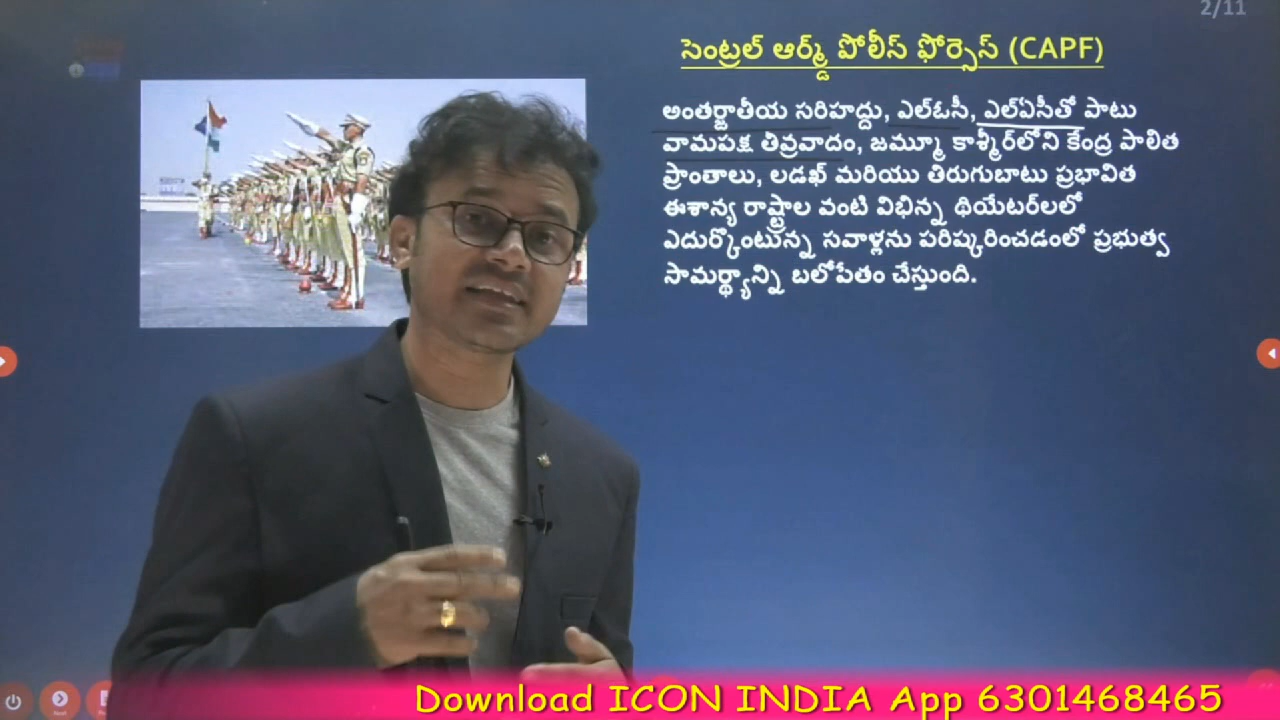 2/11
సెంట్రల్ ఆర్మ్డ్ పోలీస్ ఫోర్సెస్ (CAPF)
అంతర్జాతీయ సరిహద్దు, ఎల్ఓసీ, ఎల్ఏసీతో పాటు
వామపక్ష తీవ్రవాదం, జమ్మూ కాశ్మీర్‌లోని కేంద్ర పాలిత
ప్రాంతాలు, లడఖ్ మరియు తిరుగుబాటు ప్రభావిత
ఈశాన్య రాష్ట్రాల వంటి విభిన్న థియేటర్‌లలో
ఎదుర్కొంటున్న సవాళ్లను పరిష్కరించడంలో ప్రభుత్వ
సామర్థ్యాన్ని బలోపేతం చేస్తుంది.
Download ICON INDIA App 6301468465